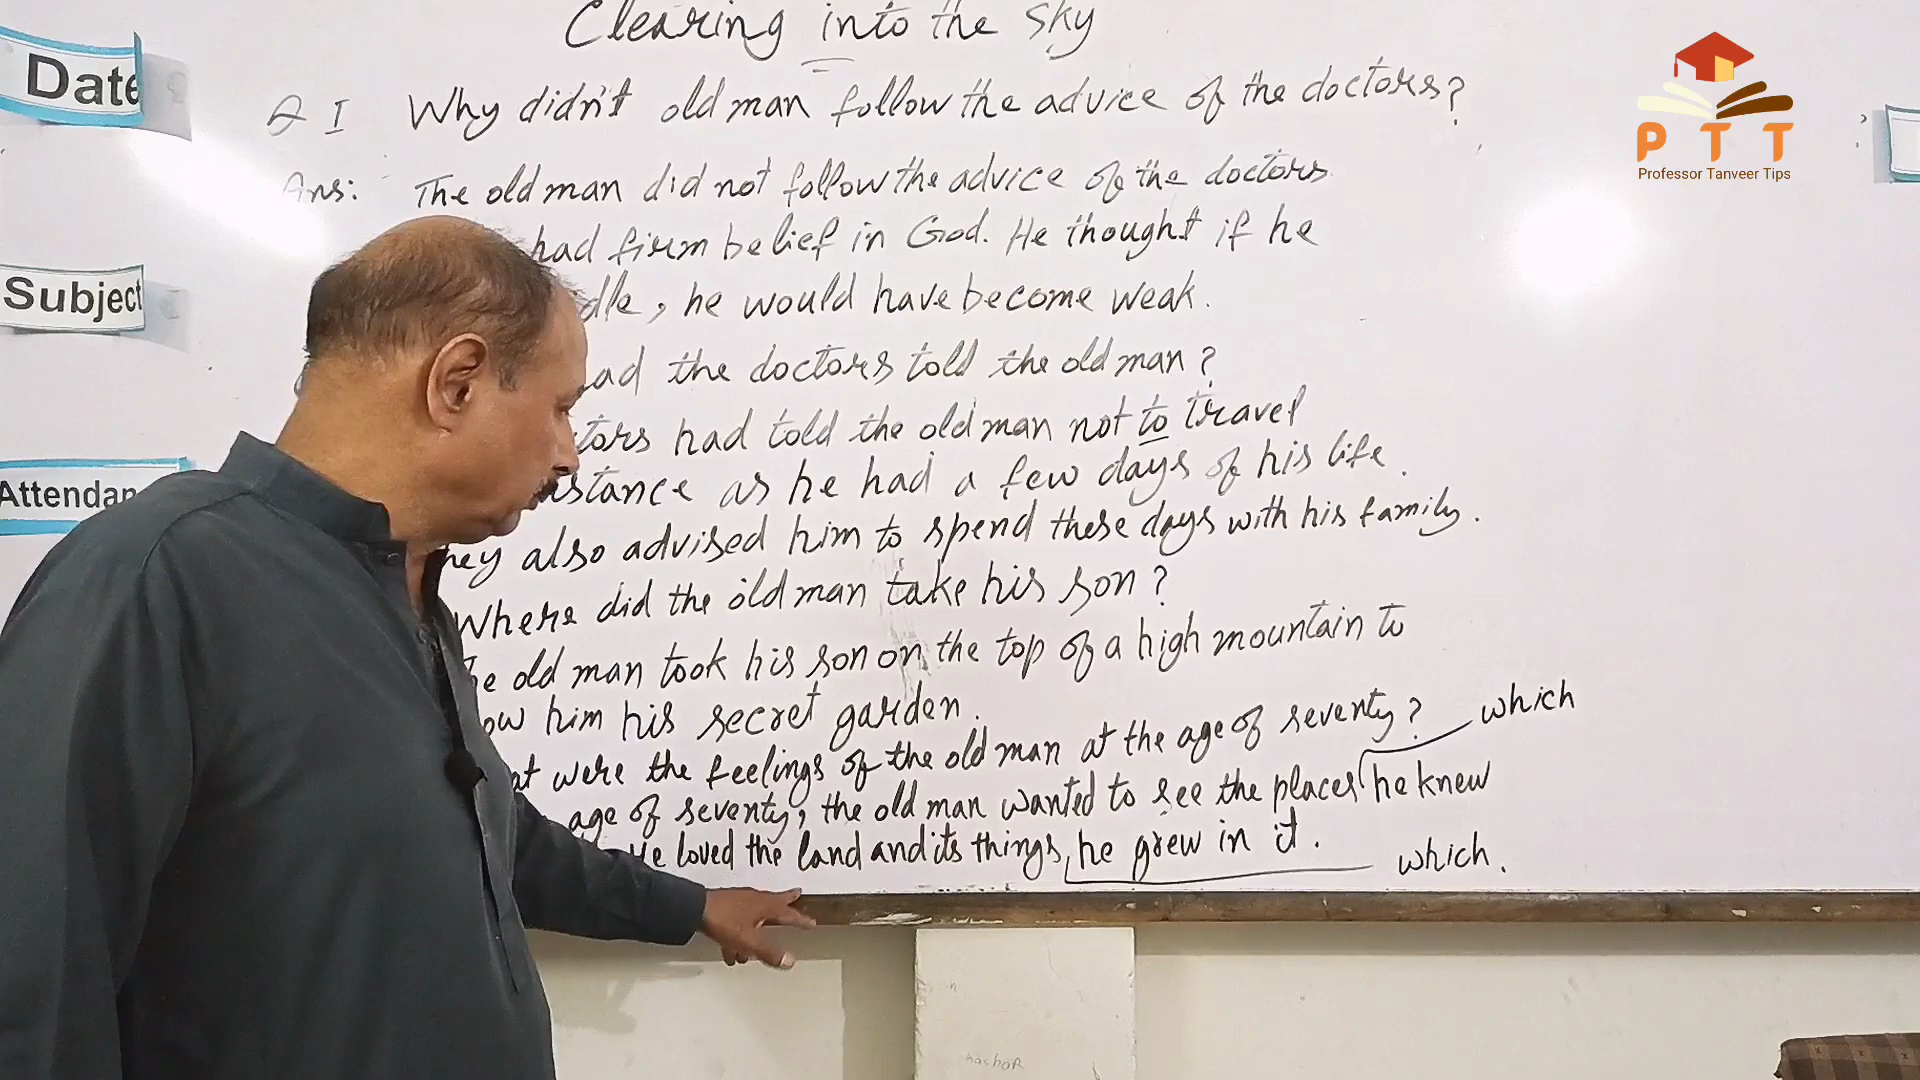 Clearing into the sky
Date
Q I Why didn't old man follow the advice of the doctors?
P T T
Professor Tanveer Tips
Ans: The old man did not follow the advice of the doctors
had firm belief in God. He thought if he
Subject
dle, he would have become weak.
ad the doctors told the old man?
tors had told the old man not to travel
Attendan
istance as he had a few days of his life.
hey also advised him to spend these days with his family.
Where did the old man take his son?
he old man took his son on the top of a high mountain to
ow him his secret garden.
at were the feelings of the old man at the age of seventy? which
age of seventy, the old man wanted to see the places he knew
He loved the land and its things, he grew in it. which.